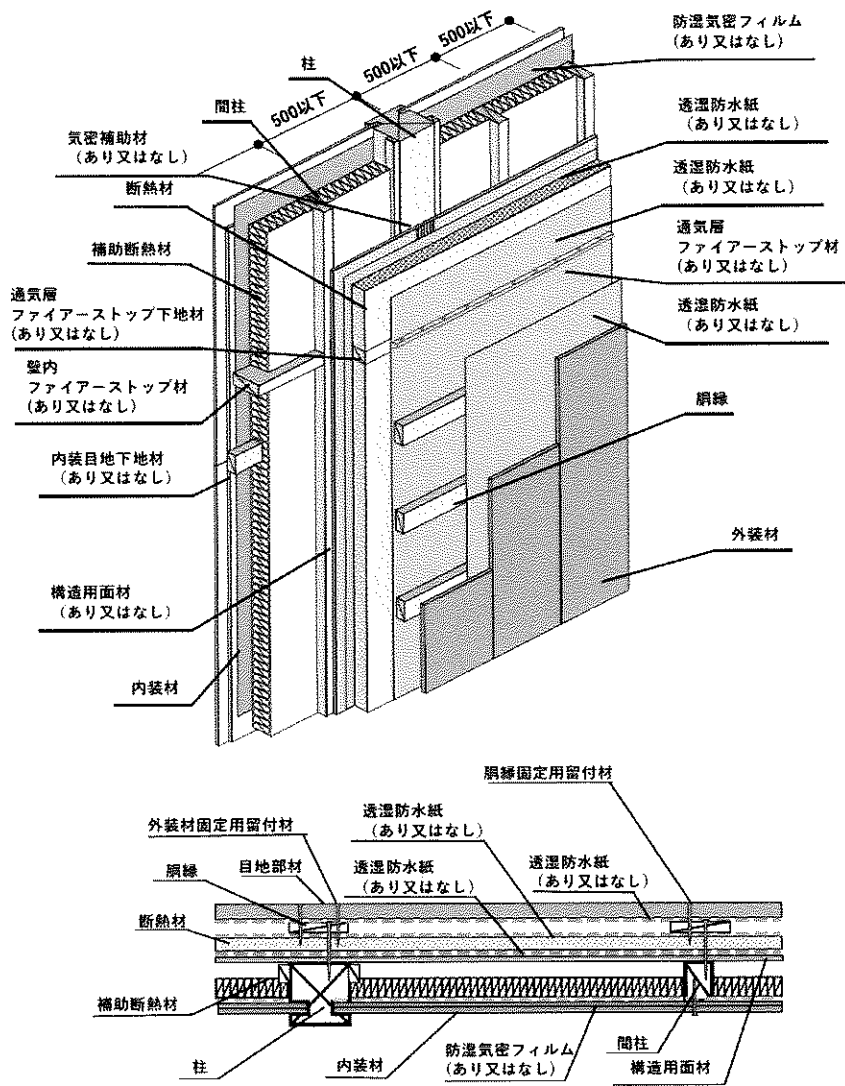 500以下
500以下
500以下
柱
間柱
気密補助材
(あり又はなし)
断熱材
補助断熱材
通気層
ファイアーストップ下地材
(あり又はなし)
壁内
ファイアーストップ材
(あり又はなし)
内装目地下地材
(あり又はなし)
構造用面材
(あり又はなし)
内装材
防湿気密フィルム
(あり又はなし)
透湿防水紙
(あり又はなし)
透湿防水紙
(あり又はなし)
通気層
ファイアーストップ材
(あり又はなし)
透湿防水紙
(あり又はなし)
胴縁
外装材
胴縁固定用留付材
透湿防水紙
(あり又はなし)
外装材固定用留付材
目地部材
透湿防水紙
(あり又はなし)
透湿防水紙
(あり又はなし)
胴縁
断熱材
補助断熱材
柱
内装材
防湿気密フィルム
(あり又はなし)
間柱
構造用面材
(あり又はなし)